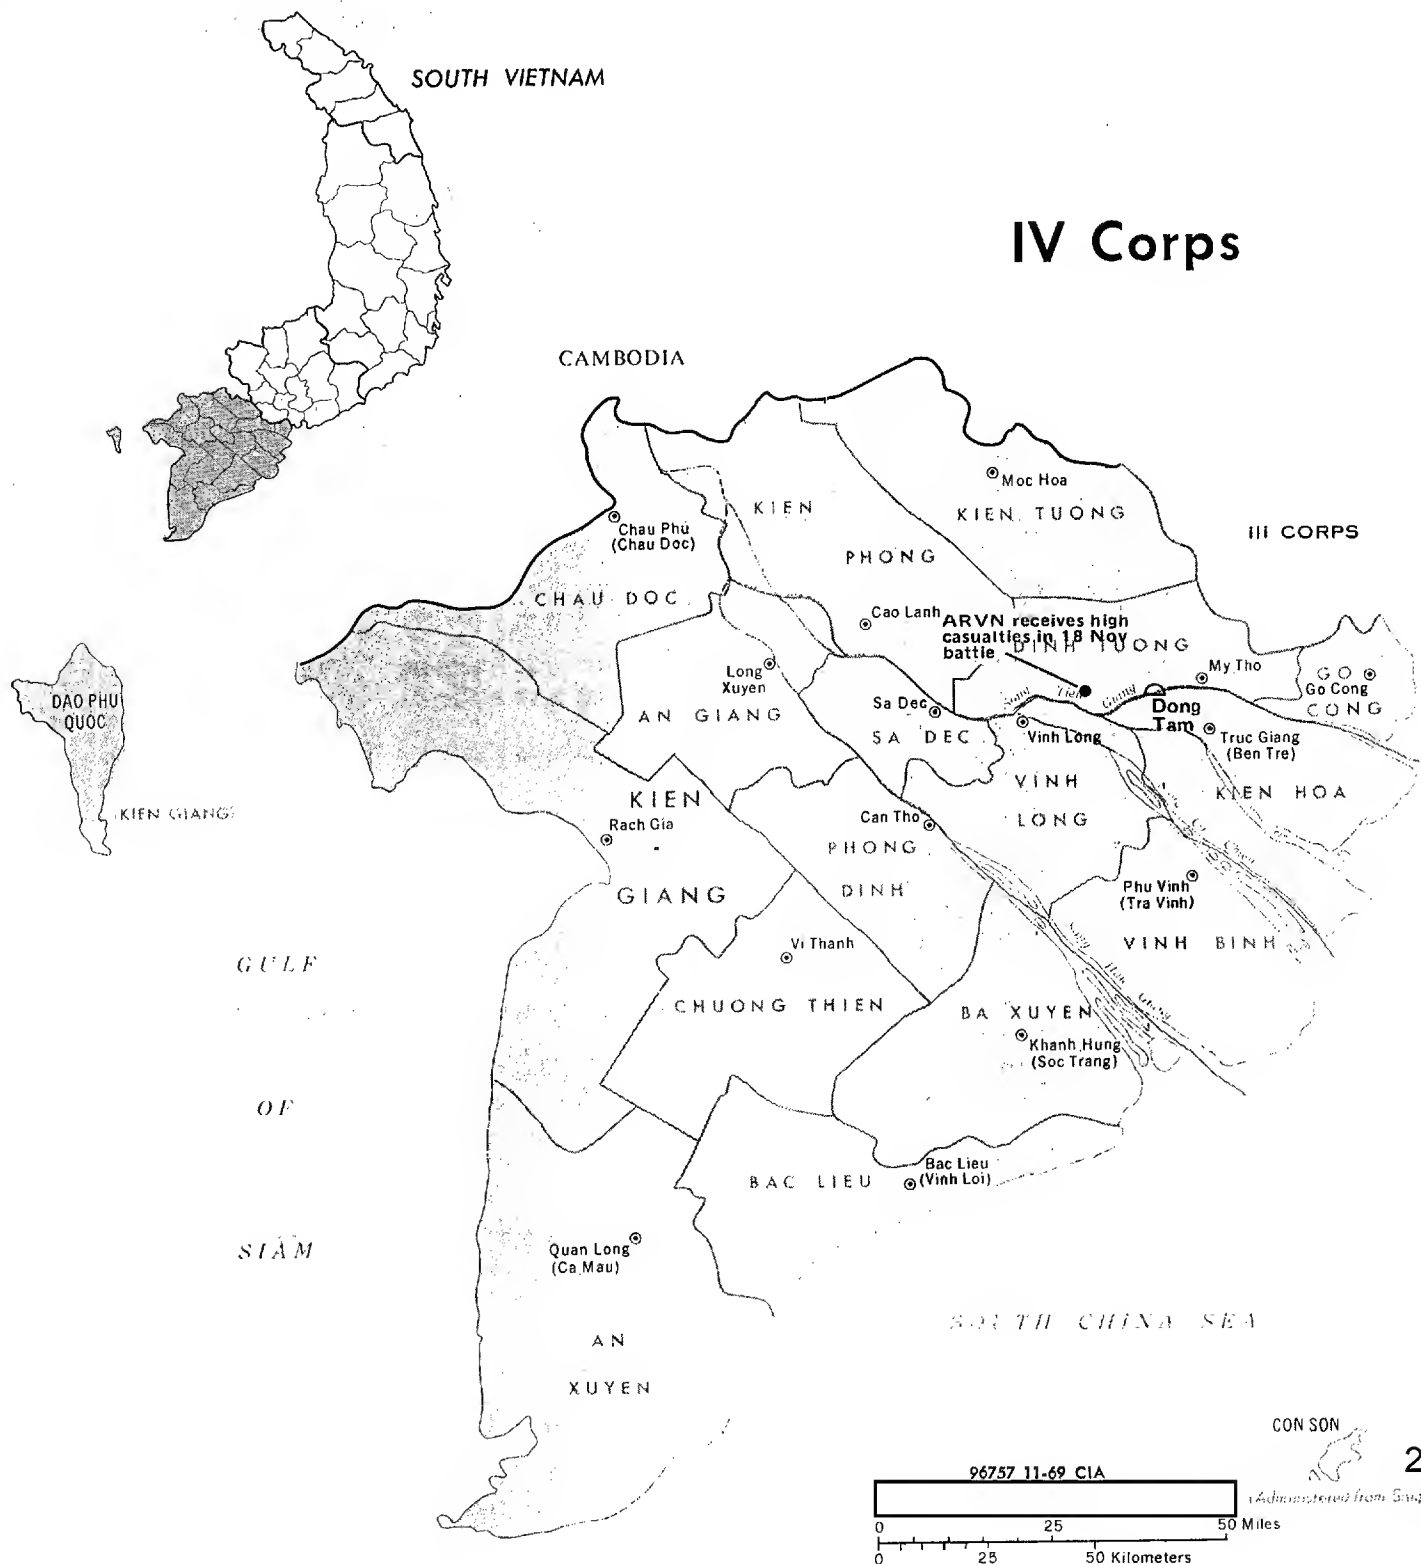 SOUTH VIETNAM
IV Corps
CAMBODIA
Moc Hoa
KIEN TUONG
KIEN
PHONG
III CORPS
Chau Phu
(Chau Doc)
CHAU DOC
Cao Lanh
ARVN receives high
casualties in 18 Nov
battle
DINH TUONG
My Tho
GO
Go Cong
CONG
Long
Xuyen
AN GIANG
Sa Dec
SA DEC
Song Tien Giang
Dong
Tam
Vinh Long
Truc Giang
(Ben Tre)
DAO PHU
QUOC
(KIEN GIANG)
KIEN
Rach Gia
GIANG
VINH
LONG
KIEN HOA
Can Tho
PHONG
DINH
Phu Vinh
(Tra Vinh)
VINH BINH
Vi Thanh
CHUONG THIEN
BA XUYEN
Khanh Hung
(Soc Trang)
GULF
OF
SIAM
BAC LIEU
Bac Lieu
(Vinh Loi)
Quan Long
(Ca Mau)
AN
XUYEN
SOUTH CHINA SEA
CON SON
2
(Administered from
96757 11-69 CIA
0 25 50 Miles
0 25 50 Kilometers